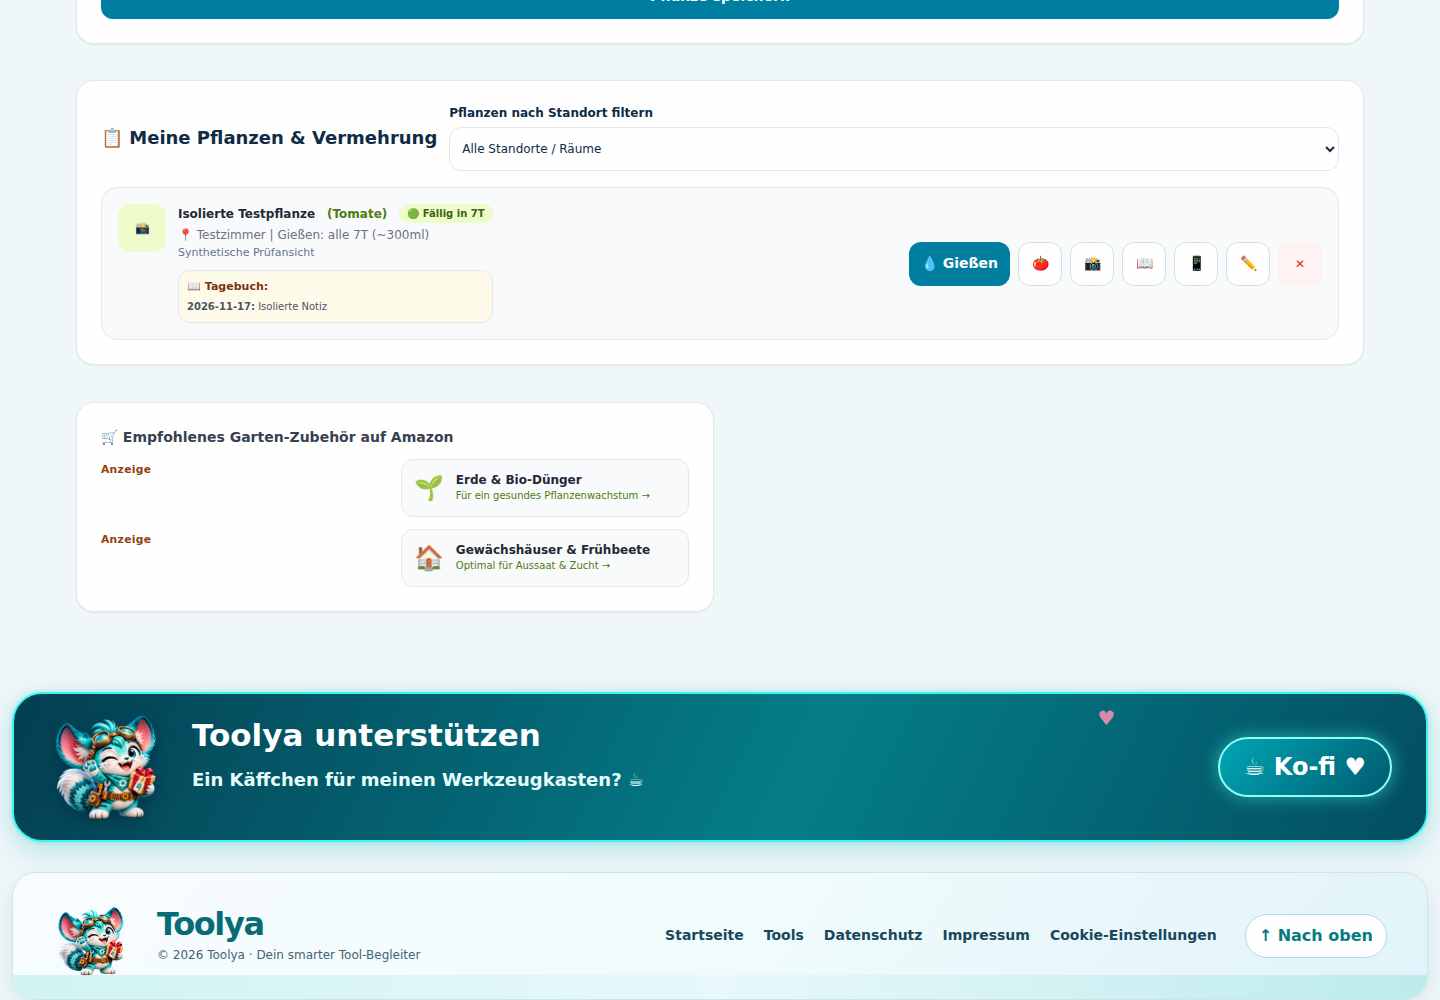 📋 Meine Pflanzen & Vermehrung
Pflanzen nach Standort filtern
Alle Standorte / Räume
Isolierte Testpflanze (Tomate) 🟢 Fällig in 7T
📍 Testzimmer | Gießen: alle 7T (~300ml)
Synthetische Prüfansicht
📖 Tagebuch:
2026-11-17: Isolierte Notiz
💧 Gießen
🛒 Empfohlenes Garten-Zubehör auf Amazon
Anzeige
Erde & Bio-Dünger
Für ein gesundes Pflanzenwachstum →
Anzeige
Gewächshäuser & Frühbeete
Optimal für Aussaat & Zucht →
Toolya unterstützen
Ein Käffchen für meinen Werkzeugkasten? ☕
☕ Ko-fi ♥
Toolya
© 2026 Toolya · Dein smarter Tool-Begleiter
Startseite Tools Datenschutz Impressum Cookie-Einstellungen
↑ Nach oben